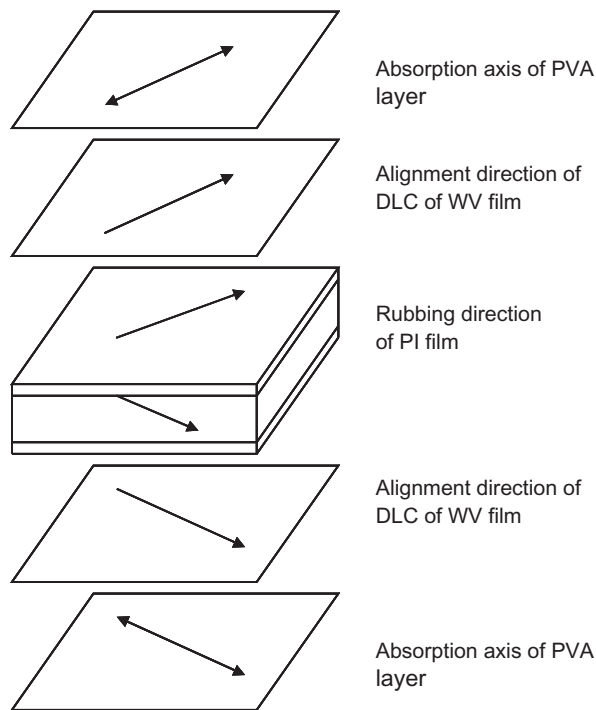 Absorption axis of PVA
layer
Alignment direction of
DLC of WV film
Rubbing direction
of PI film
Alignment direction of
DLC of WV film
Absorption axis of PVA
layer